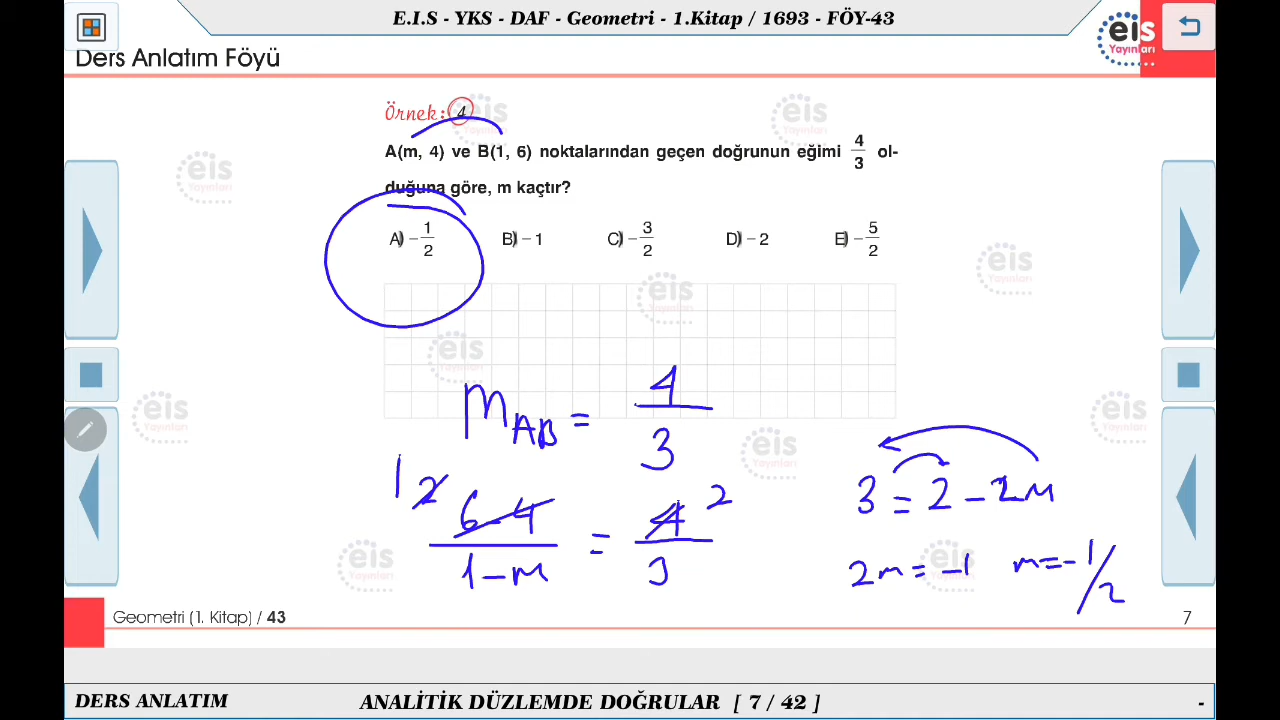 E.I.S - YKS - DAF - Geometri - 1.Kitap / 1693 - FÖY-43
eis
Yayınları
Ders Anlatım Föyü
Örnek: 4
A(m, 4) ve B(1, 6) noktalarından geçen doğrunun eğimi 4/3 ol-
duğuna göre, m kaçtır?
A) -1/2 B) -1 C) -3/2 D) -2 E) -5/2
m AB = 4/3
1 2 6-4/1-m = 4/3 2
3 = 2 - 2m
2m = -1 m = -1/2
Geometri (1. Kitap) / 43
7
DERS ANLATIM
ANALİTİK DÜZLEMDE DOĞRULAR [ 7 / 42 ]
-